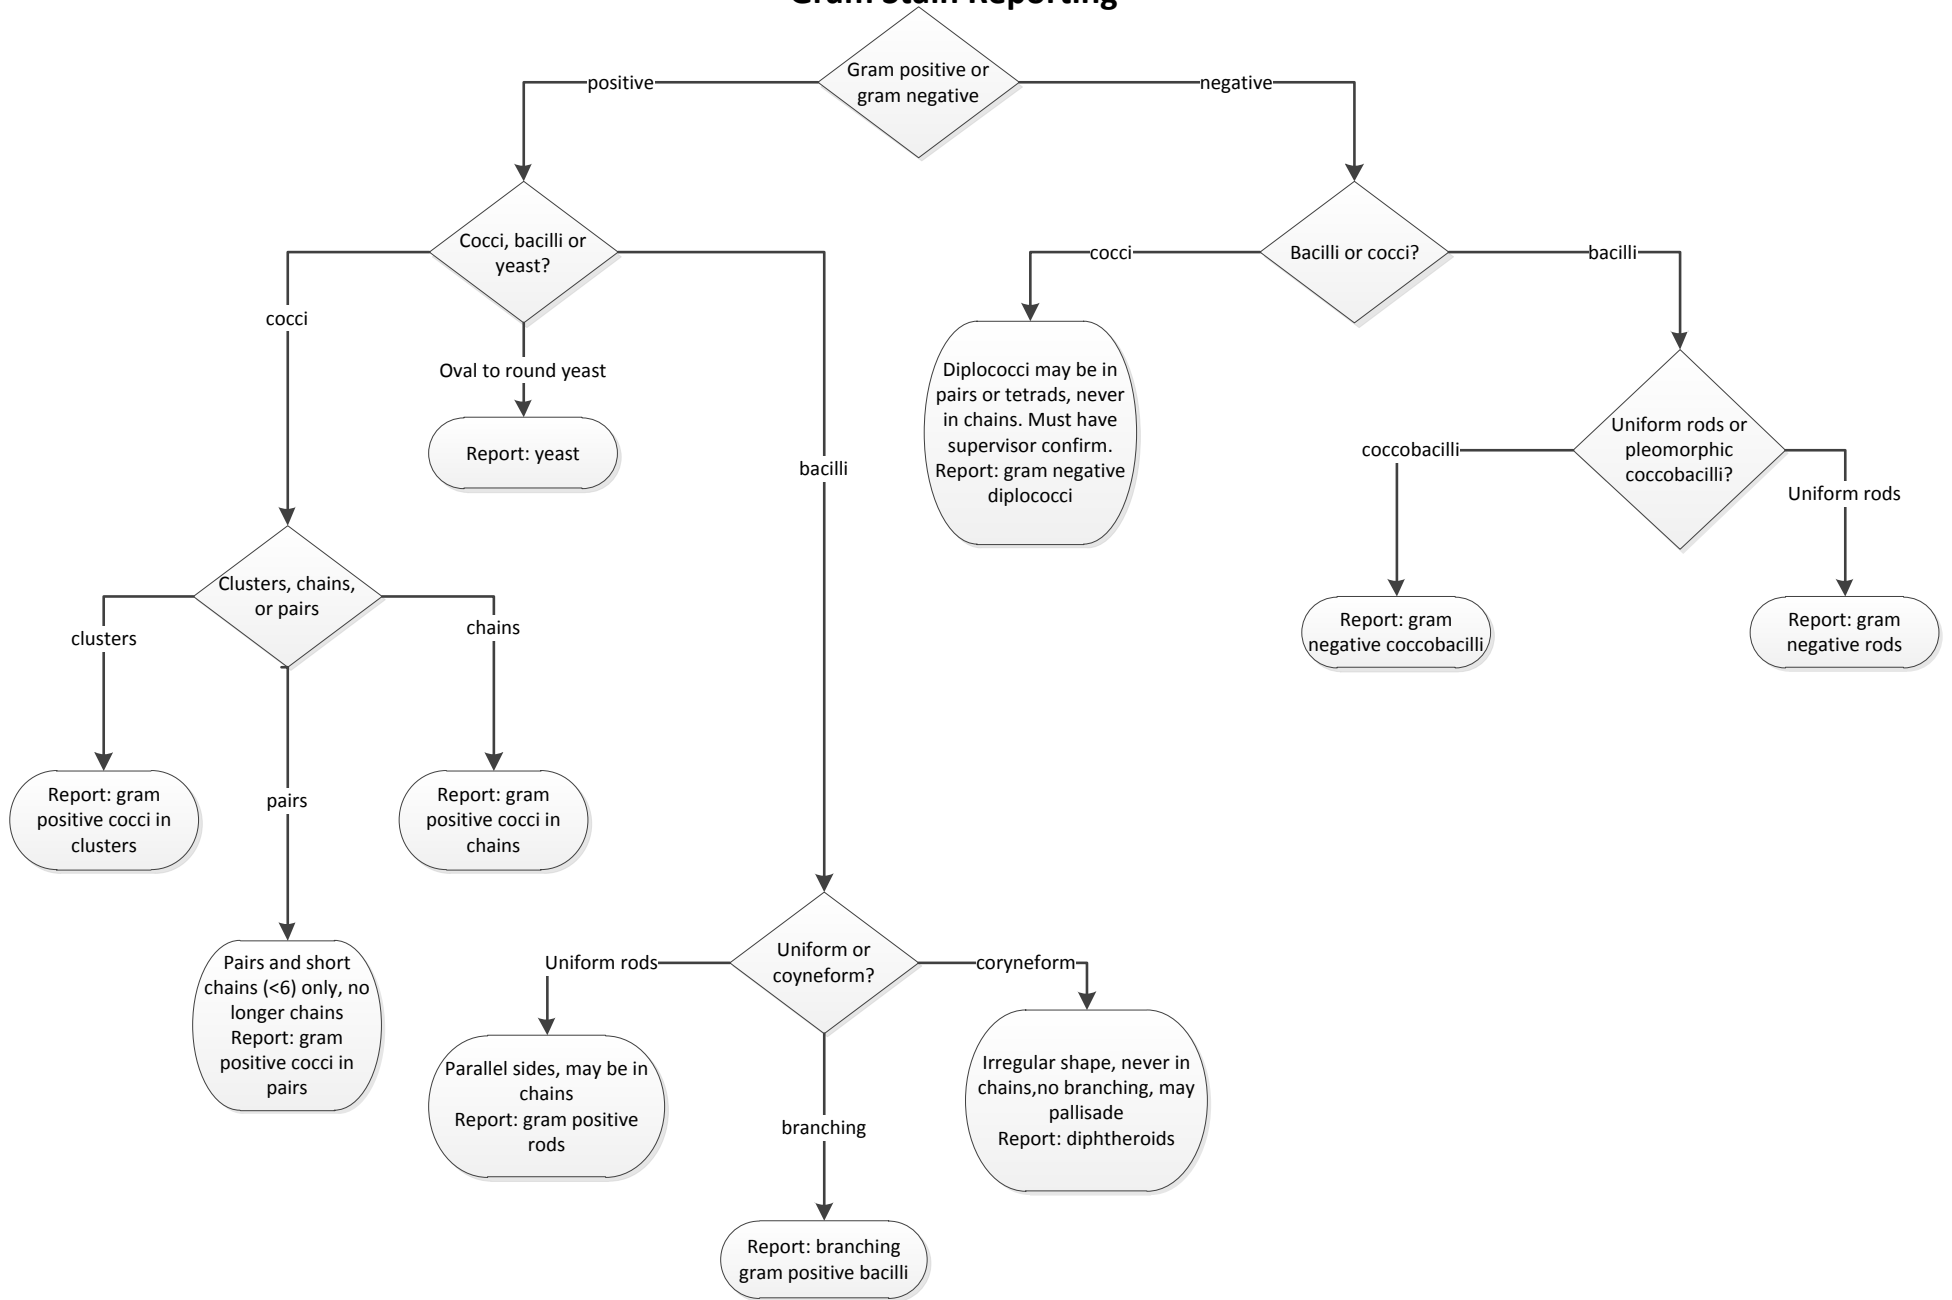 Gram Stain Reporting
Gram positive or
gram negative
positive
negative
Cocci, bacilli or
yeast?
Bacilli or cocci?
cocci
bacilli
cocci
Oval to round yeast
Report: yeast
bacilli
Diplococci may be in
pairs or tetrads, never
in chains. Must have
supervisor confirm.
Report: gram negative
diplococci
Uniform rods or
pleomorphic
coccobacilli?
coccobacilli
Uniform rods
Report: gram
negative coccobacilli
Report: gram
negative rods
Clusters, chains,
or pairs
clusters
chains
pairs
Report: gram
positive cocci in
clusters
Report: gram
positive cocci in
chains
Pairs and short
chains (<6) only, no
longer chains
Report: gram
positive cocci in
pairs
Uniform or
coyneform?
Uniform rods
coryneform
branching
Parallel sides, may be in
chains
Report: gram positive
rods
Irregular shape, never in
chains,no branching, may
pallisade
Report: diphtheroids
Report: branching
gram positive bacilli